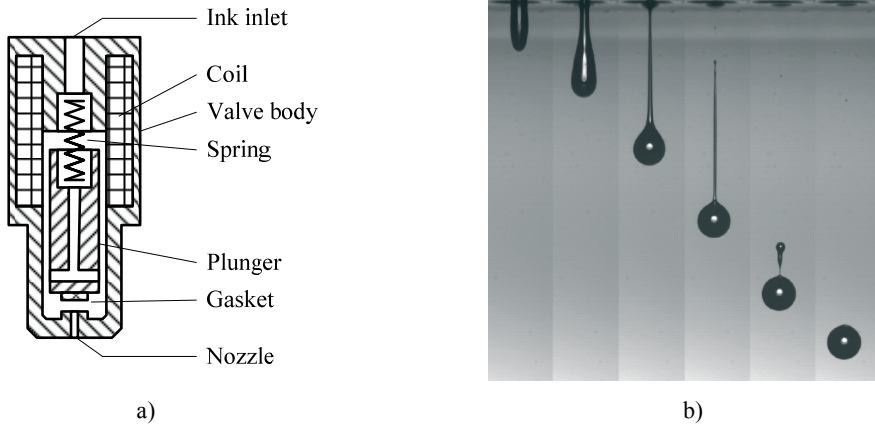 Ink inlet
Coil
Valve body
Spring
Plunger
Gasket
Nozzle
a)
b)